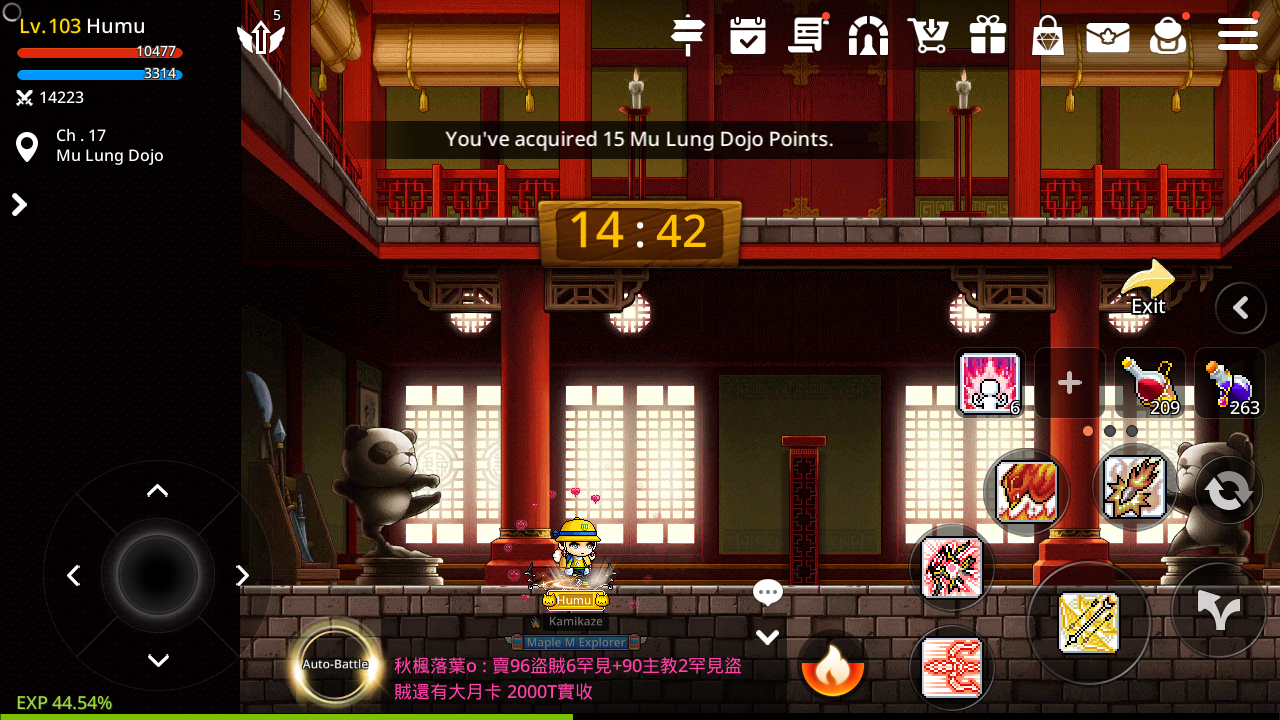 Lv.103 Humu
5
10477
3314
14223
Ch . 17
Mu Lung Dojo
You've acquired 15 Mu Lung Dojo Points.
14 : 42
Exit
6
209
263
Humu
Kamikaze
Maple M Explorer
Auto-Battle
秋楓落葉o : 賣96盜賊6罕見+90主教2罕見盜
賊還有大月卡 2000T實收
EXP 44.54%